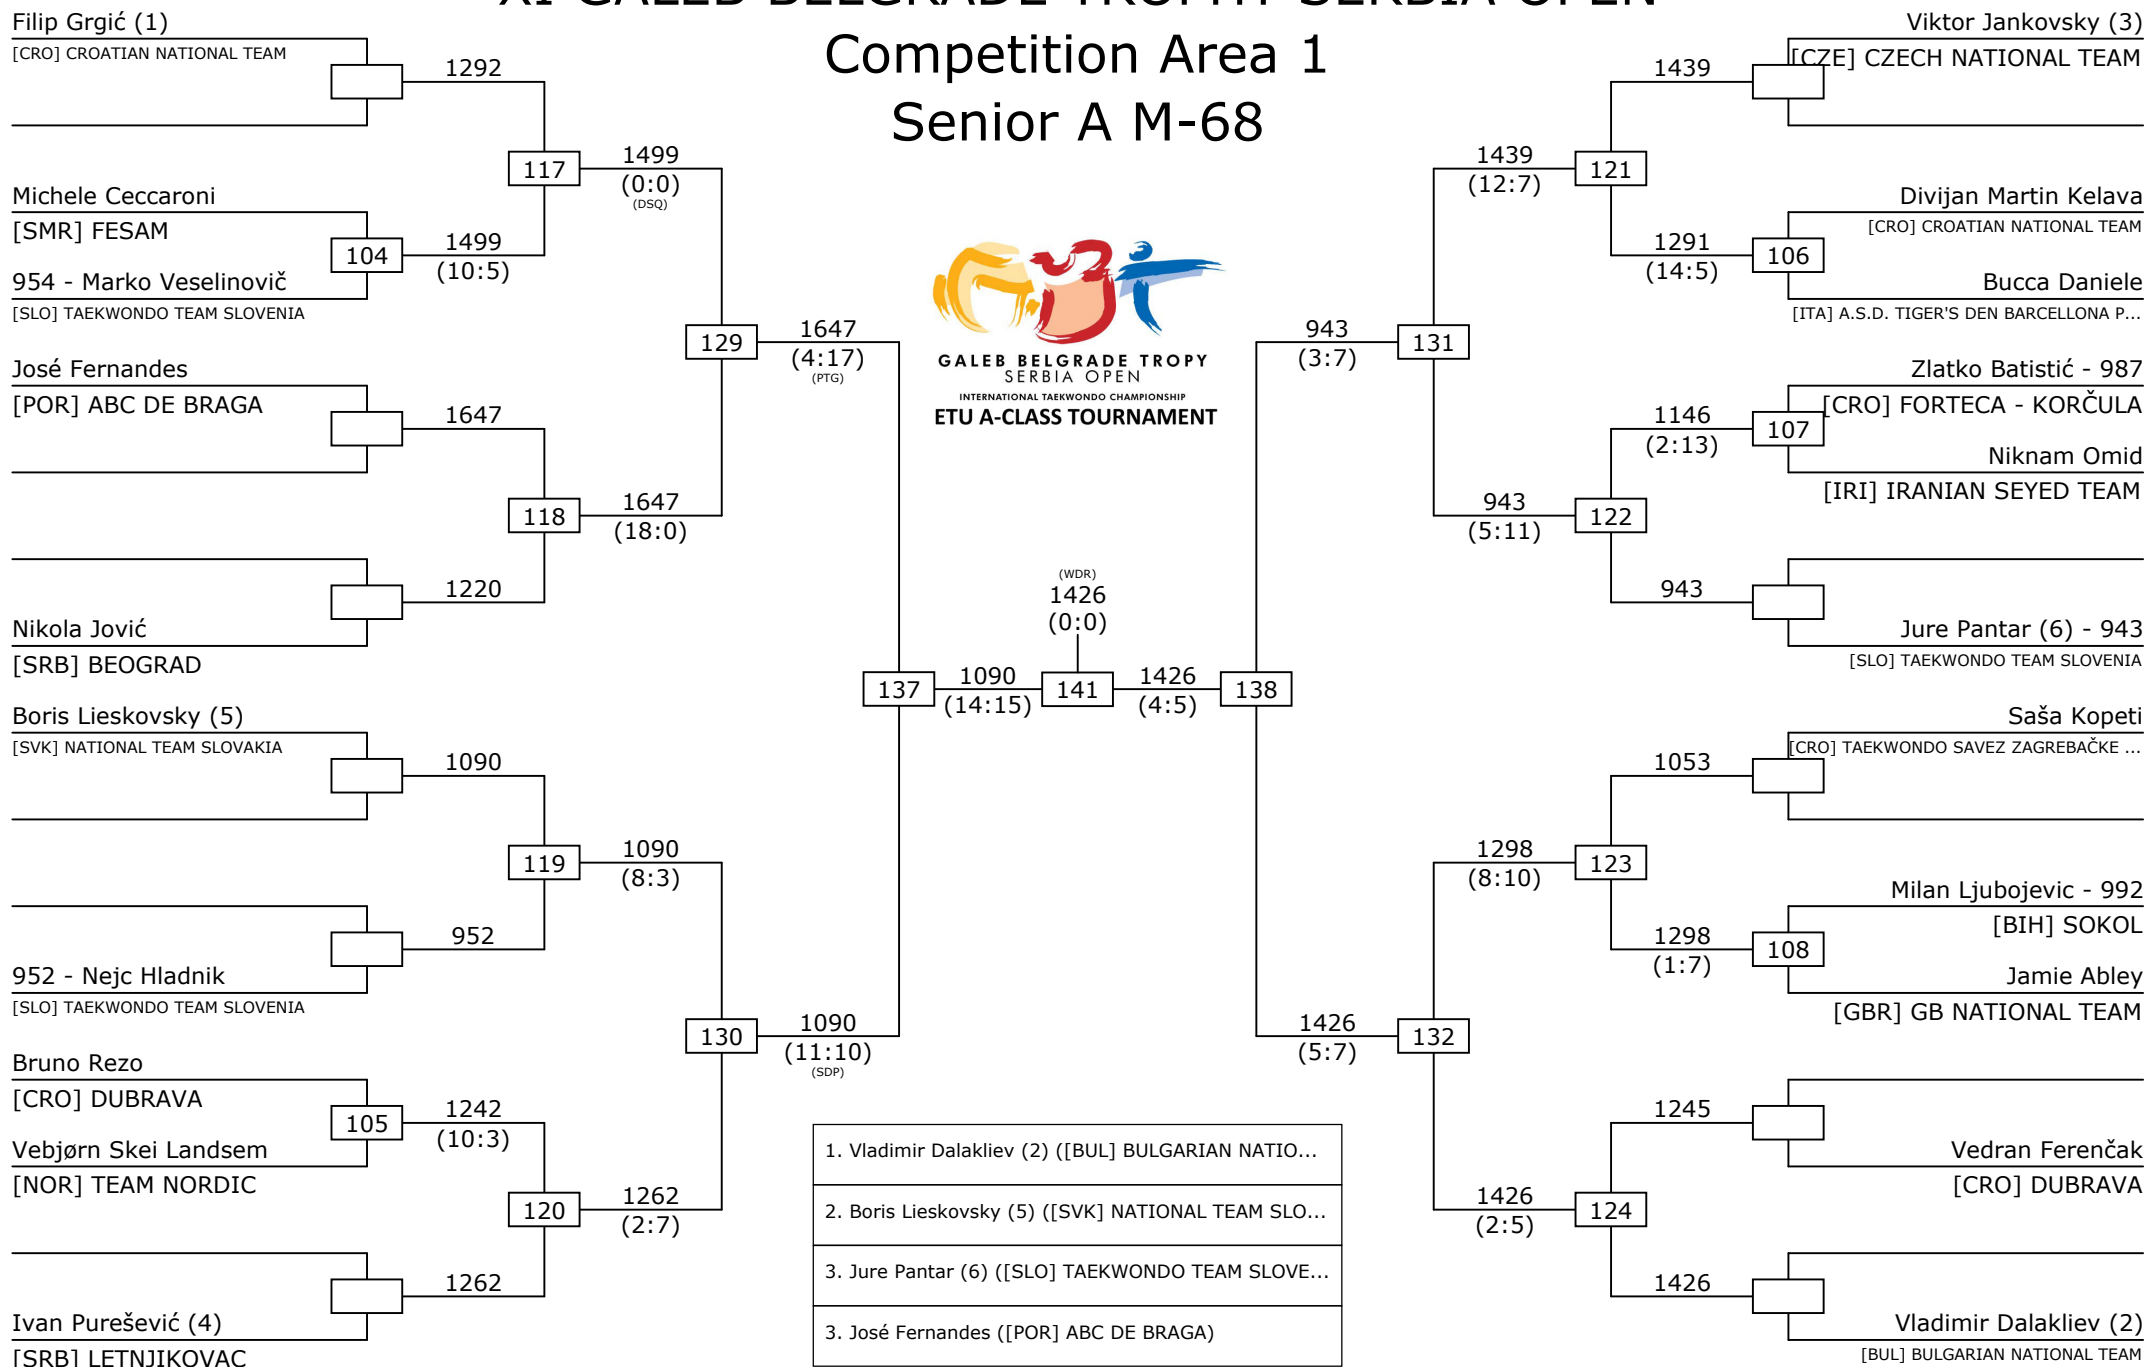 XI GALEB BELGRADE TROPHY SERBIA OPEN
Competition Area 1
Senior A M-68
Filip Grgić (1)
[CRO] CROATIAN NATIONAL TEAM
1292
Michele Ceccaroni
[SMR] FESAM
104
1499
(10:5)
954 - Marko Veselinovič
[SLO] TAEKWONDO TEAM SLOVENIA
117
1499
(0:0)
(DSQ)
José Fernandes
[POR] ABC DE BRAGA
1647
118
1647
(18:0)
1220
Nikola Jović
[SRB] BEOGRAD
129
1647
(4:17)
(PTG)
Boris Lieskovsky (5)
[SVK] NATIONAL TEAM SLOVAKIA
1090
119
1090
(8:3)
952
952 - Nejc Hladnik
[SLO] TAEKWONDO TEAM SLOVENIA
130
1090
(11:10)
(SDP)
Bruno Rezo
[CRO] DUBRAVA
105
1242
(10:3)
Vebjørn Skei Landsem
[NOR] TEAM NORDIC
120
1262
(2:7)
1262
Ivan Purešević (4)
[SRB] LETNJIKOVAC
GALEB BELGRADE TROPY
SERBIA OPEN
INTERNATIONAL TAEKWONDO CHAMPIONSHIP
ETU A-CLASS TOURNAMENT
(WDR)
1426
(0:0)
137
1090
(14:15)
141
1426
(4:5)
138
Viktor Jankovsky (3)
[CZE] CZECH NATIONAL TEAM
1439
1439
(12:7)
121
Divijan Martin Kelava
[CRO] CROATIAN NATIONAL TEAM
1291
(14:5)
106
Bucca Daniele
[ITA] A.S.D. TIGER'S DEN BARCELLONA P...
943
(3:7)
131
Zlatko Batistić - 987
[CRO] FORTECA - KORČULA
1146
(2:13)
107
Niknam Omid
[IRI] IRANIAN SEYED TEAM
943
(5:11)
122
943
Jure Pantar (6) - 943
[SLO] TAEKWONDO TEAM SLOVENIA
Saša Kopeti
[CRO] TAEKWONDO SAVEZ ZAGREBAČKE ...
1053
1298
(8:10)
123
Milan Ljubojevic - 992
[BIH] SOKOL
1298
(1:7)
108
Jamie Abley
[GBR] GB NATIONAL TEAM
1426
(5:7)
132
1245
Vedran Ferenčak
[CRO] DUBRAVA
1426
(2:5)
124
1426
Vladimir Dalakliev (2)
[BUL] BULGARIAN NATIONAL TEAM
1. Vladimir Dalakliev (2) ([BUL] BULGARIAN NATIO...
2. Boris Lieskovsky (5) ([SVK] NATIONAL TEAM SLO...
3. Jure Pantar (6) ([SLO] TAEKWONDO TEAM SLOVE...
3. José Fernandes ([POR] ABC DE BRAGA)